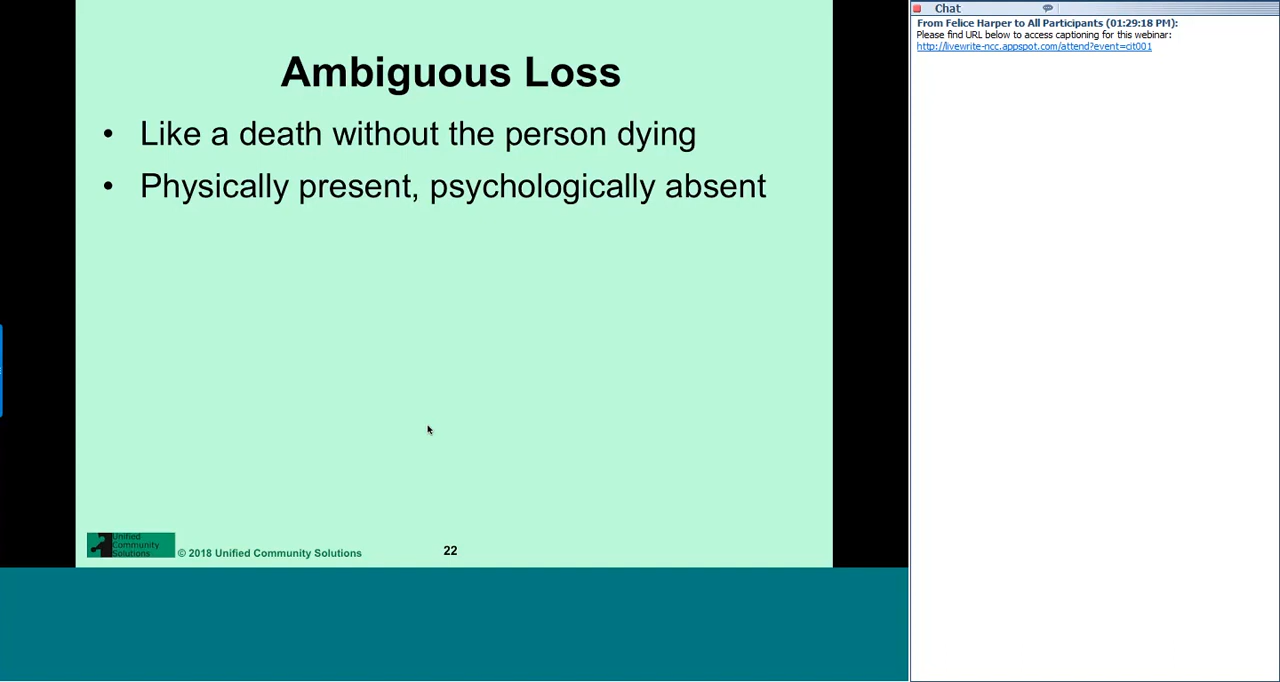 Ambiguous Loss
• Like a death without the person dying
• Physically present, psychologically absent
Unified
Community
Solutions
© 2018 Unified Community Solutions
22
Chat
From Felice Harper to All Participants (01:29:18 PM):
Please find URL below to access captioning for this webinar:
http://livewrite-ncc.appspot.com/attend?event=cit001